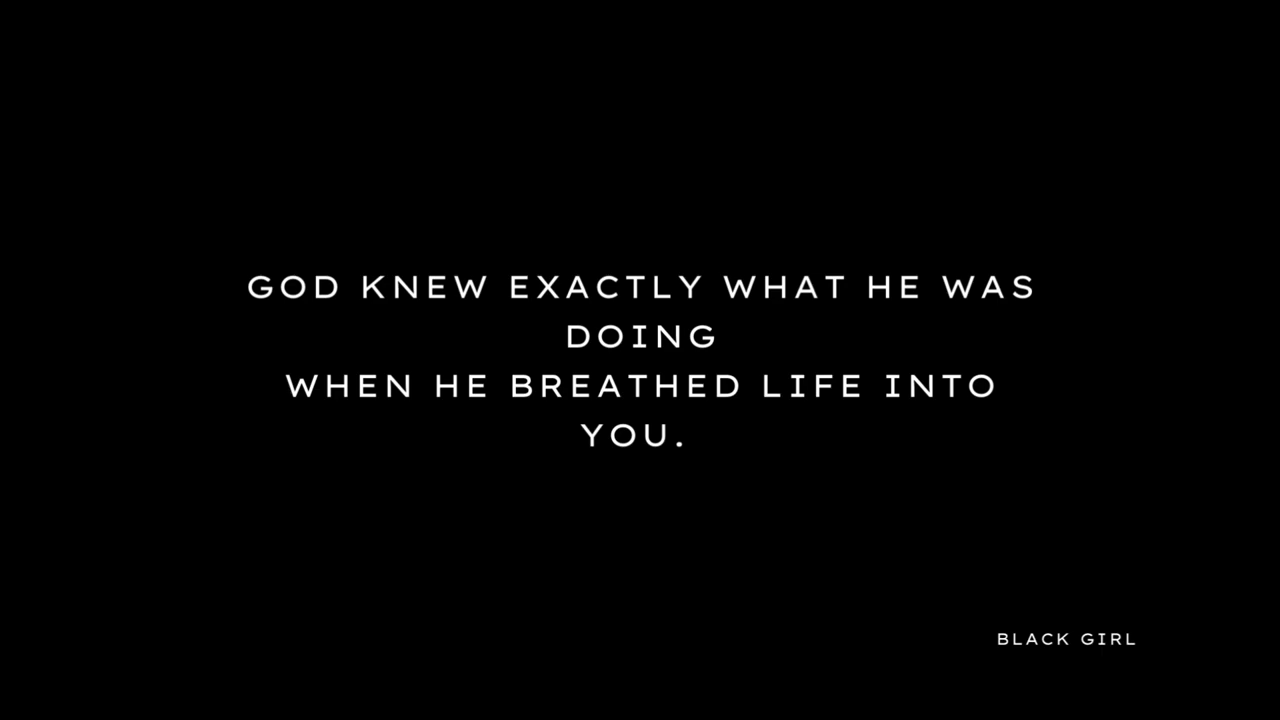 GOD KNEW EXACTLY WHAT HE WAS
DOING
WHEN HE BREATHED LIFE INTO
YOU.
BLACK GIRL